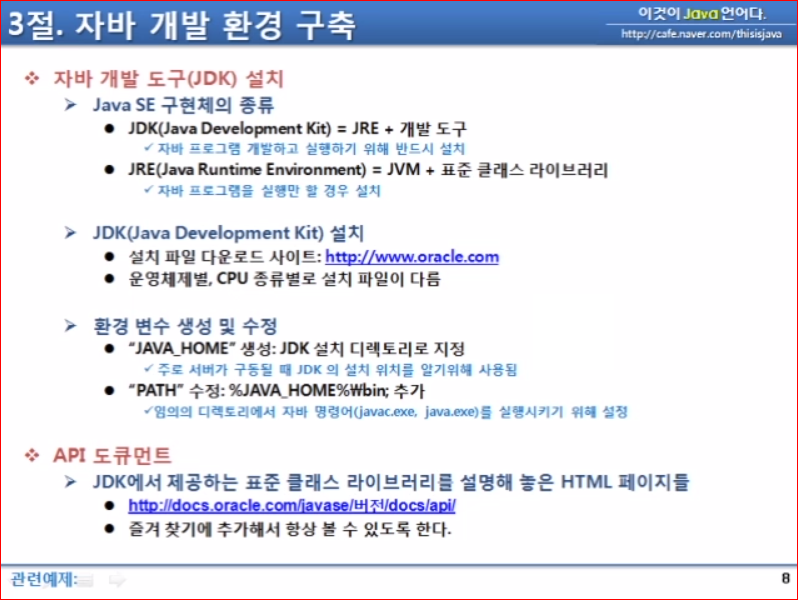 3절. 자바 개발 환경 구축
이것이 Java 언어다.
http://cafe.naver.com/thisisjava
❖ 자바 개발 도구(JDK) 설치
➢ Java SE 구현체의 종류
● JDK(Java Development Kit) = JRE + 개발 도구
✓ 자바 프로그램 개발하고 실행하기 위해 반드시 설치
● JRE(Java Runtime Environment) = JVM + 표준 클래스 라이브러리
✓ 자바 프로그램을 실행만 할 경우 설치
➢ JDK(Java Development Kit) 설치
● 설치 파일 다운로드 사이트: http://www.oracle.com
● 운영체제별, CPU 종류별로 설치 파일이 다름
➢ 환경 변수 생성 및 수정
● “JAVA_HOME” 생성: JDK 설치 디렉토리로 지정
✓ 주로 서버가 구동될 때 JDK 의 설치 위치를 알기위해 사용됨
● “PATH” 수정: %JAVA_HOME%₩bin; 추가
✓임의의 디렉토리에서 자바 명령어(javac.exe, java.exe)를 실행시키기 위해 설정
❖ API 도큐먼트
➢ JDK에서 제공하는 표준 클래스 라이브러리를 설명해 놓은 HTML 페이지들
● http://docs.oracle.com/javase/버전/docs/api/
● 즐겨 찾기에 추가해서 항상 볼 수 있도록 한다.
관련예제:
8